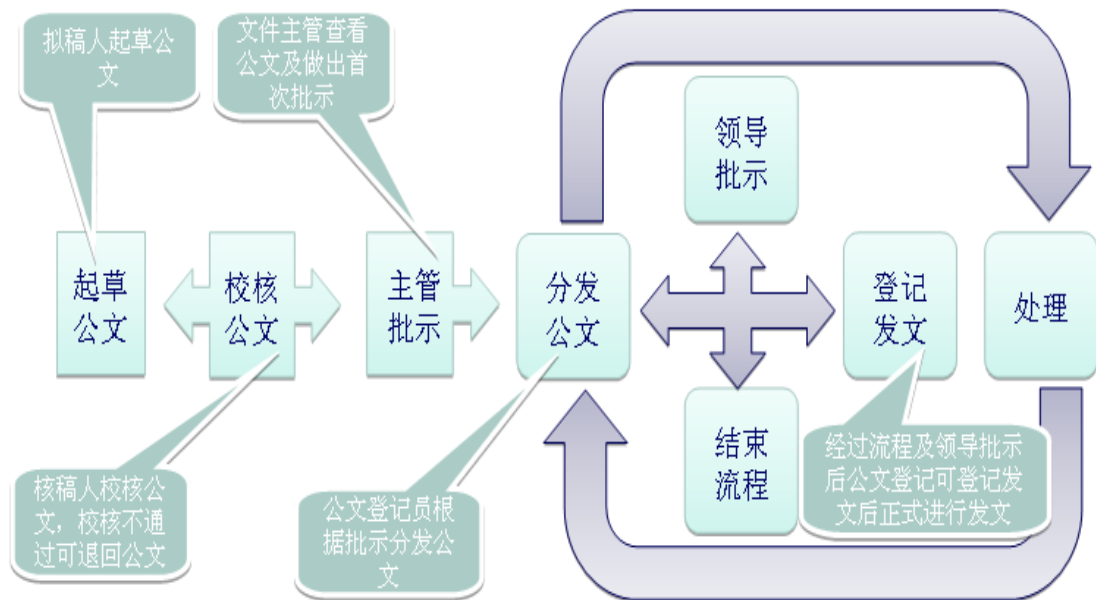 拟稿人起草公
文
文件主管查看
公文及做出首
次批示
领导
批示
起草
公文
校核
公文
主管
批示
分发
公文
登记
发文
处理
结束
流程
核稿人校核公
文，校核不通
过可退回公文
公文登记员根
据批示分发公
文
经过流程及领导批示
后公文登记可登记发
文后正式进行发文